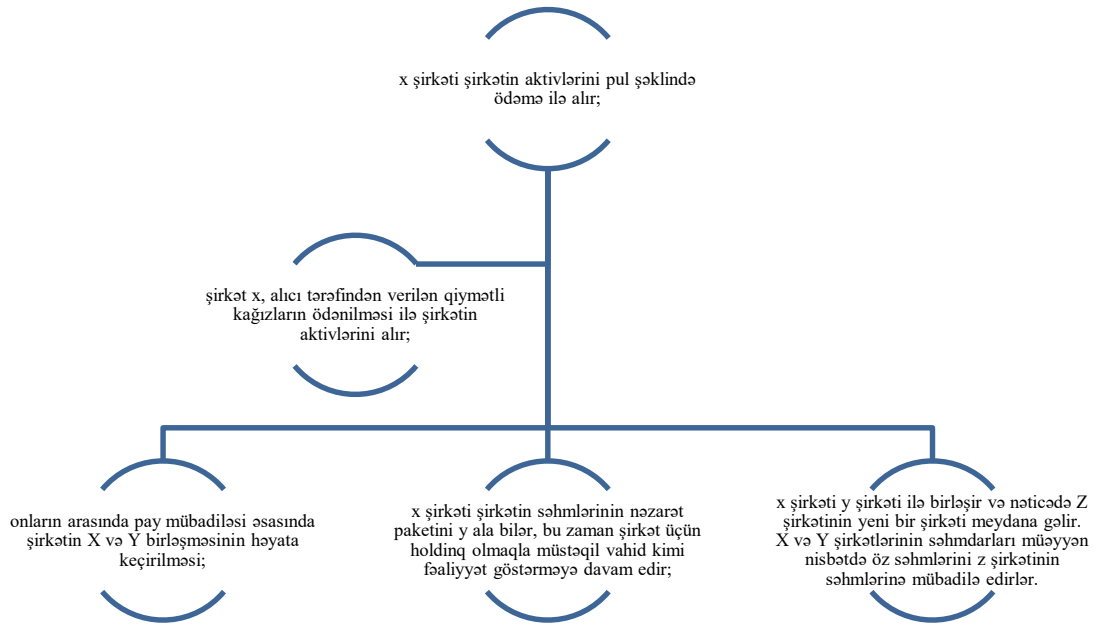 x şirkəti şirkətin aktivlərini pul şəklində
ödəmə ilə alır;
şirkət x, alıcı tərəfindən verilən qiymətli
kağızların ödənilməsi ilə şirkətin
aktivlərini alır;
onların arasında pay mübadiləsi əsasında
şirkətin X və Y birləşməsinin həyata
keçirilməsi;
x şirkəti şirkətin səhmlərinin nəzarət
paketini y ala bilər, bu zaman şirkət üçün
holdinq olmaqla müstəqil vahid kimi
fəaliyyət göstərməyə davam edir;
x şirkəti y şirkəti ilə birləşir və nəticədə Z
şirkətinin yeni bir şirkəti meydana gəlir.
X və Y şirkətlərinin səhmdarları müəyyən
nisbətdə öz səhmlərini z şirkətinin
səhmlərinə mübadilə edirlər.